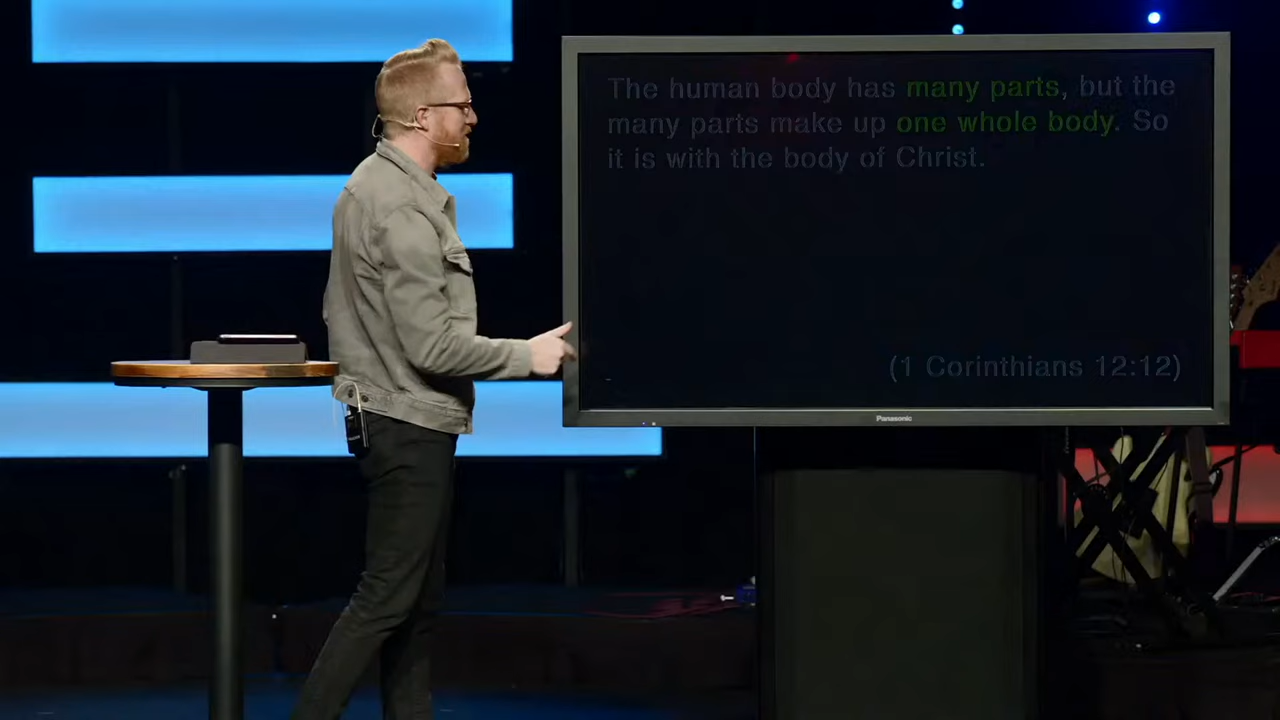 The human body has many parts, but the
many parts make up one whole body. So
it is with the body of Christ.
(1 Corinthians 12:12)
Panasonic